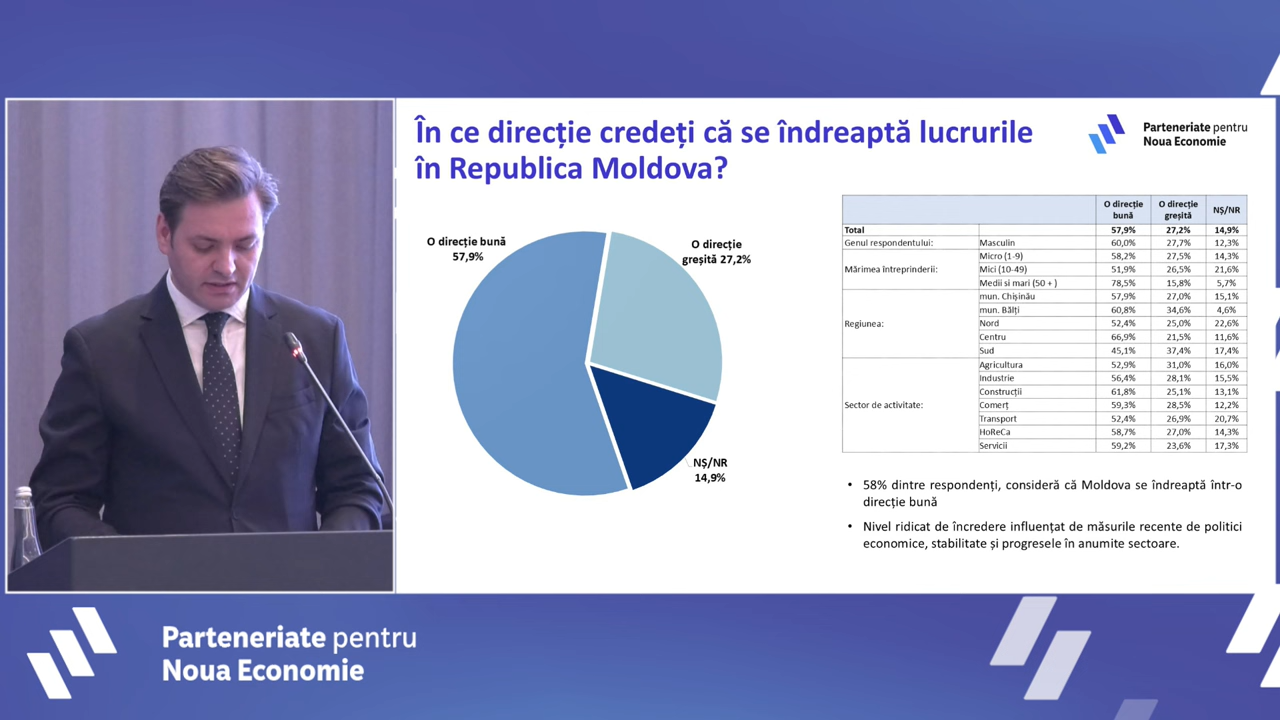 În ce direcție credeți că se îndreaptă lucrurile
în Republica Moldova?
Parteneriate pentru
Noua Economie
O direcție bună
57,9%
O direcție
greșită 27,2%
NȘ/NR
14,9%
O direcție bună O direcție greșită NȘ/NR
Total 57,9% 27,2% 14,9%
Genul respondentului: Masculin 60,0% 27,7% 12,3%
Mărimea întreprinderii: Micro (1-9) 58,2% 27,5% 14,3%
Mici (10-49) 51,9% 26,5% 21,6%
Medii si mari (50 + ) 78,5% 15,8% 5,7%
Regiunea: mun. Chișinău 57,9% 27,0% 15,1%
mun. Bălți 60,8% 34,6% 4,6%
Nord 52,4% 25,0% 22,6%
Centru 66,9% 21,5% 11,6%
Sud 45,1% 37,4% 17,4%
Sector de activitate: Agricultura 52,9% 31,0% 16,0%
Industrie 56,4% 28,1% 15,5%
Construcții 61,8% 25,1% 13,1%
Comerț 59,3% 28,5% 12,2%
Transport 52,4% 26,9% 20,7%
HoReCa 58,7% 27,0% 14,3%
Servicii 59,2% 23,6% 17,3%
• 58% dintre respondenți, consideră că Moldova se îndreaptă într-o
direcție bună
• Nivel ridicat de încredere influențat de măsurile recente de politici
economice, stabilitate și progresele în anumite sectoare.
Parteneriate pentru
Noua Economie